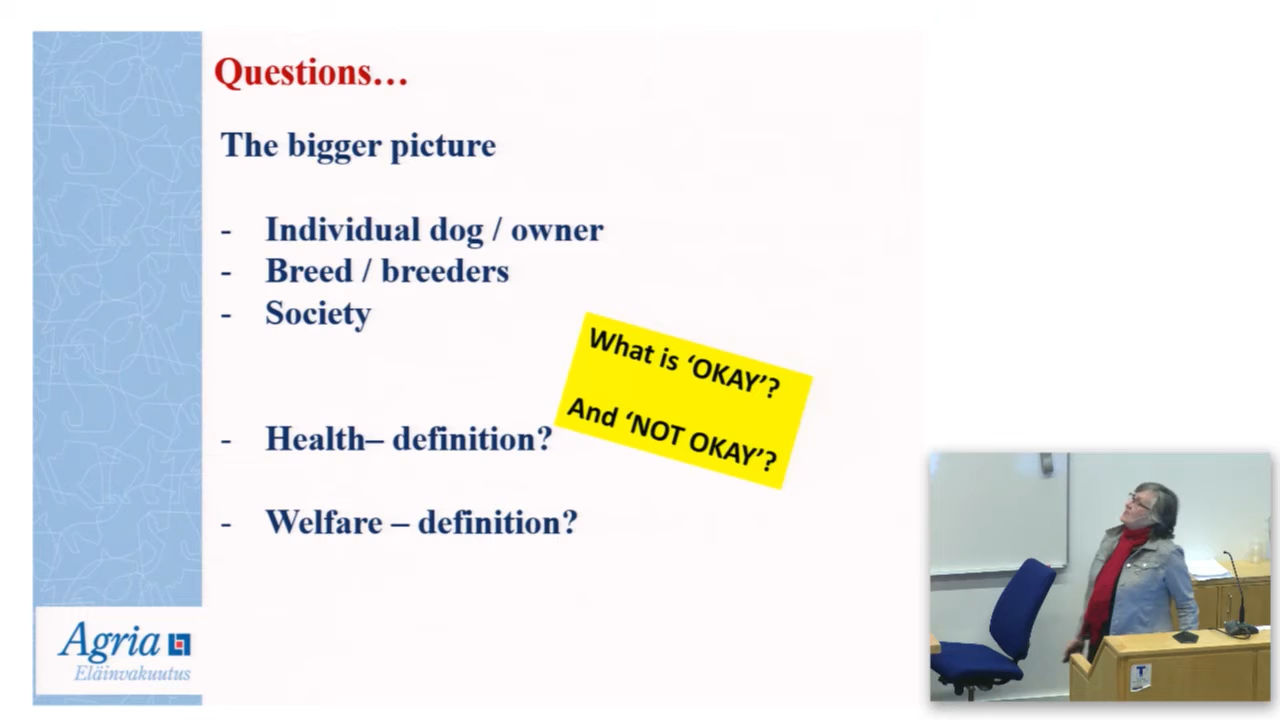 Questions…
The bigger picture
- Individual dog / owner
- Breed / breeders
- Society
What is ‘OKAY’?
And ‘NOT OKAY’?
- Health– definition?
- Welfare – definition?
Agria
Eläinvakuutus
T